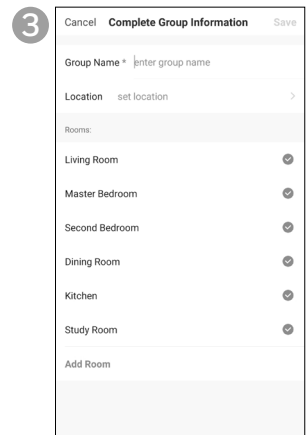 3
Cancel Complete Group Information Save
Group Name * enter group name
Location set location
Rooms:
Living Room
Master Bedroom
Second Bedroom
Dining Room
Kitchen
Study Room
Add Room